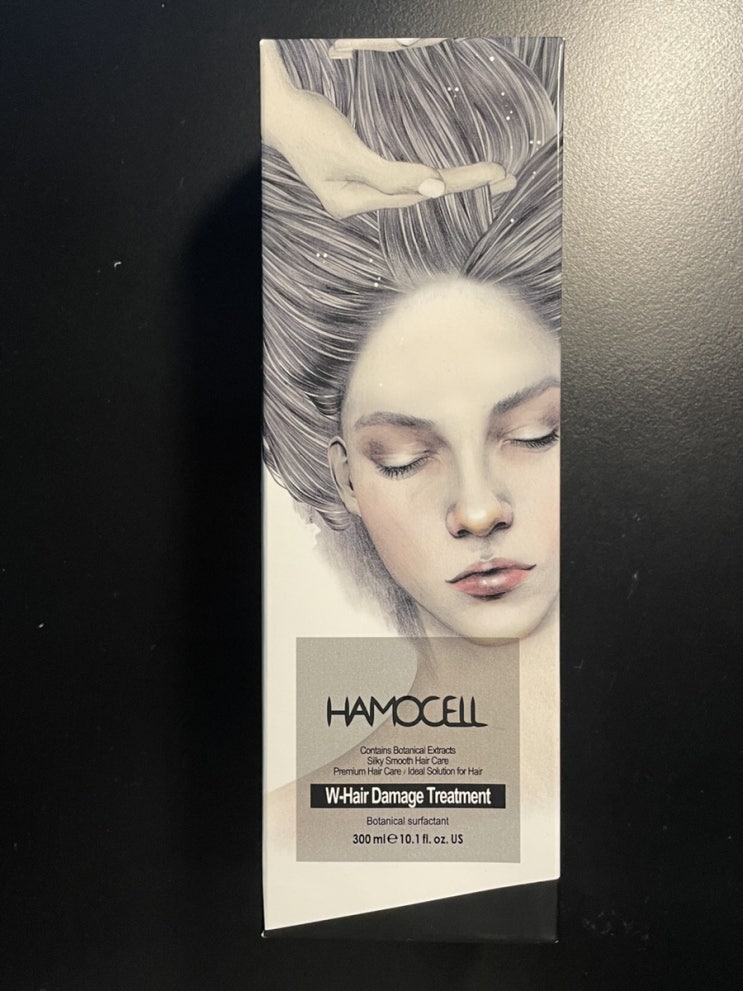 HAMOCELL
Contains Botanical Extracts
Silky Smooth Hair Care
Premium Hair Care / Ideal Solution for Hair
W-Hair Damage Treatment
Botanical surfactant
300 ml ℮ 10.1 fl. oz. US